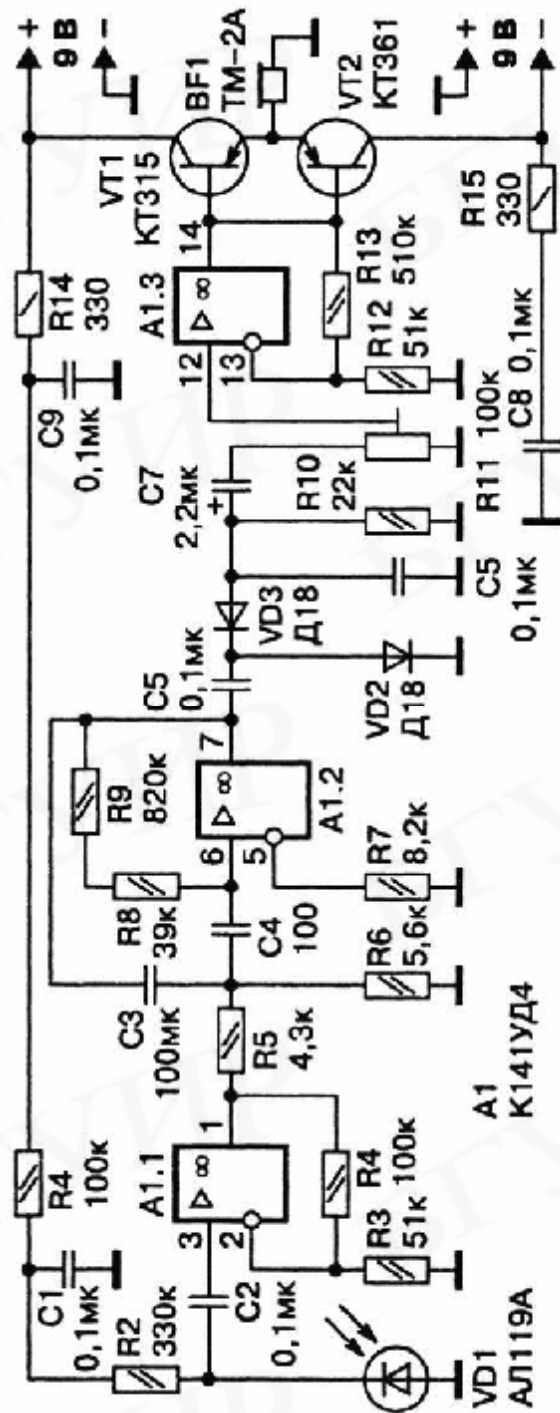 +
9 В
−
R14
330
VT1
КТ315
BF1
ТМ-2А
VT2
КТ361
+
9 В
−
R15
330
C9
0,1мк
14
А1.3
▷ ∞
12
13
R13
510к
R12
51к
100к
R11
C8
0,1мк
C7
2,2мк
+
R10
22к
VD3
Д18
C5
0,1мк
C5
0,1мк
VD2
Д18
R9
820к
7
▷ ∞
А1.2
6
5
R8
39к
C4
100
R7
8,2к
R6
5,6к
C3
100мк
R5
4,3к
R4
100к
1
А1.1
▷ ∞
3
2
R4
100к
R3
51к
А1
К141УД4
C1
0,1мк
R2
330к
C2
0,1мк
VD1
АЛ119А